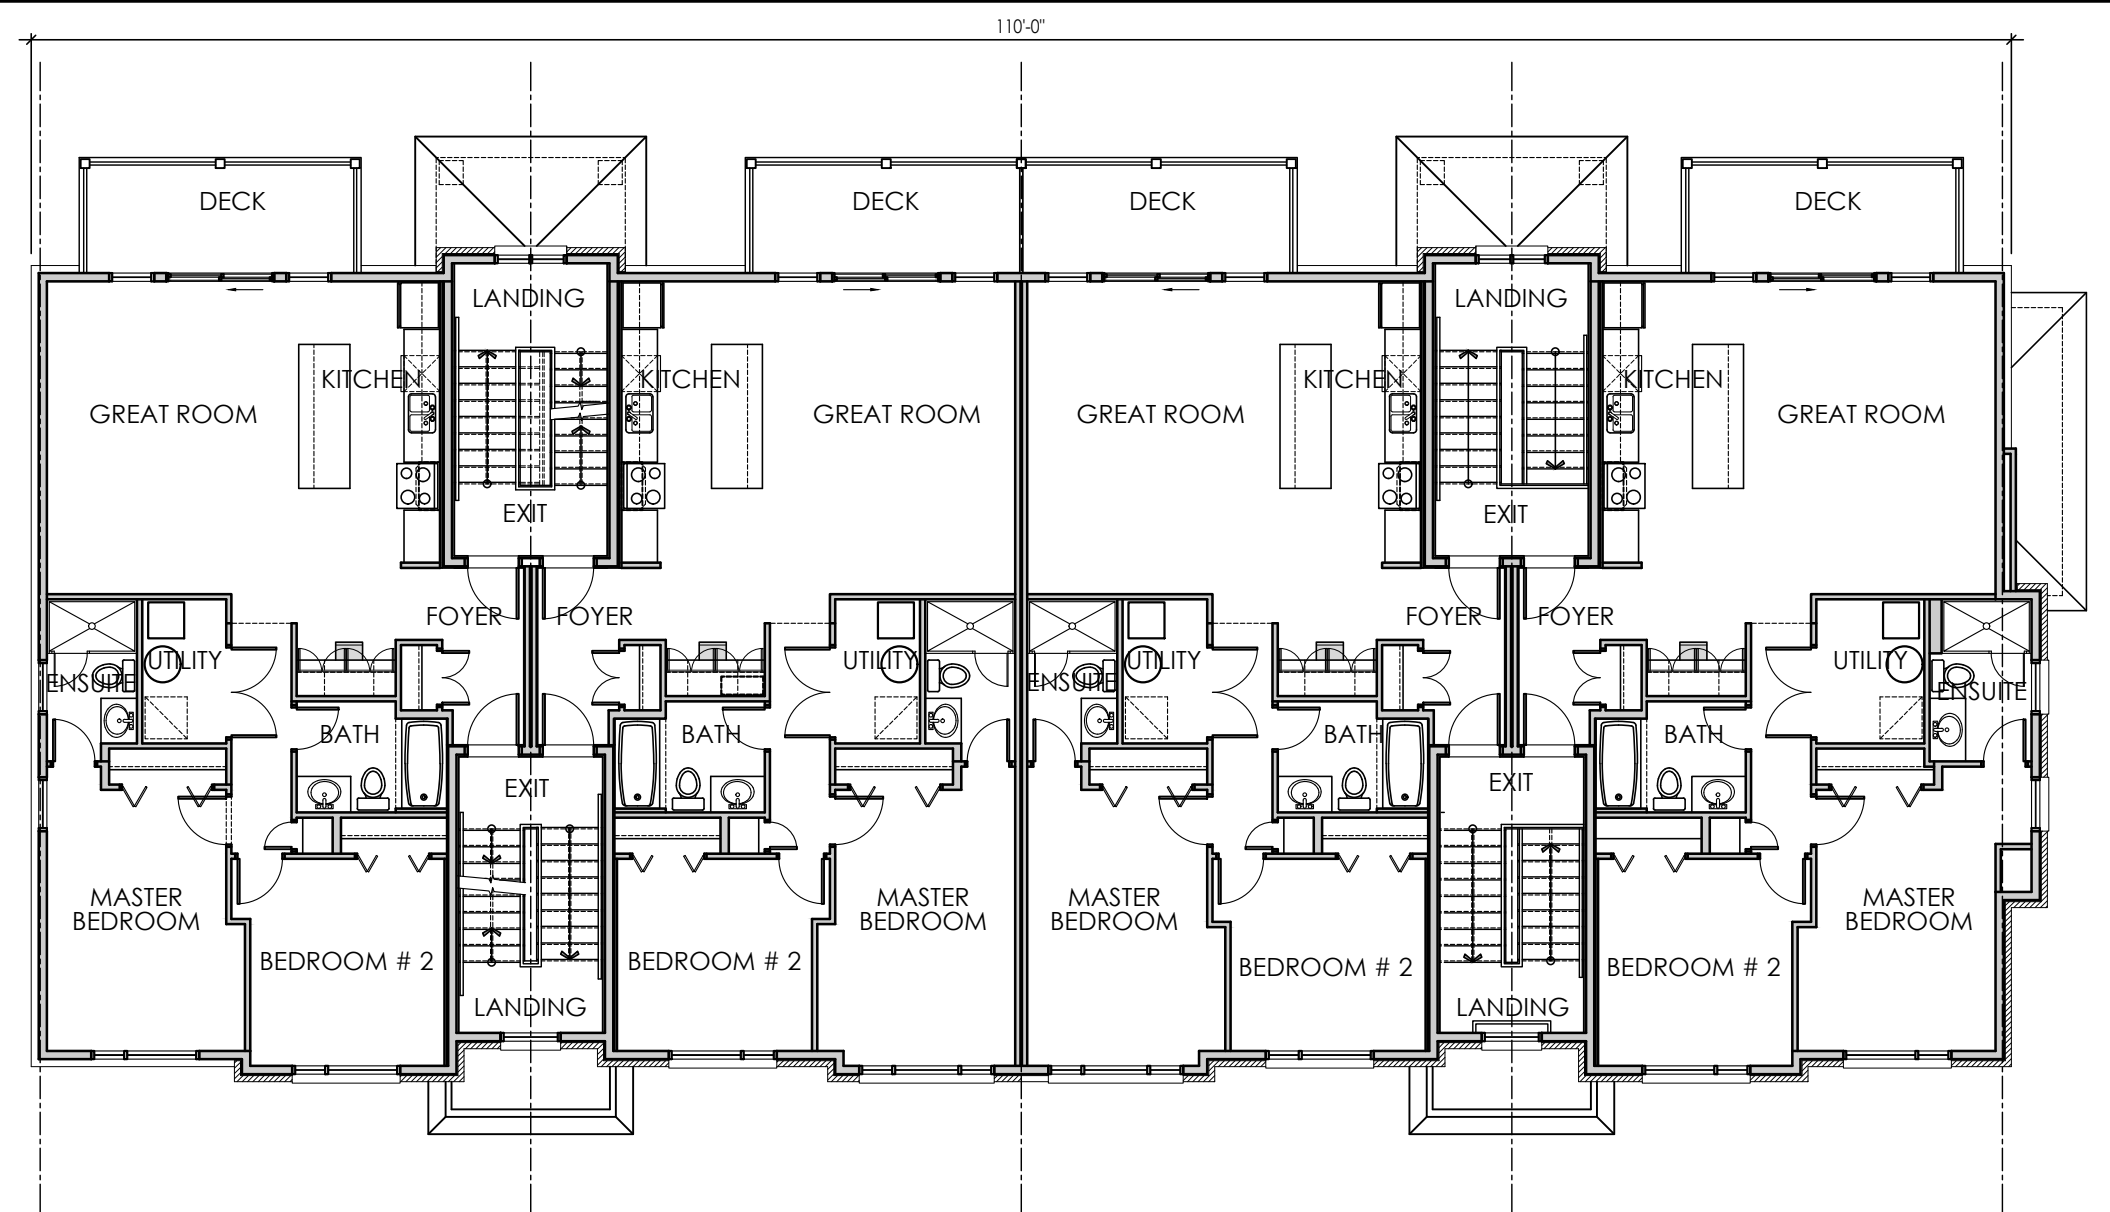 110'-0"
DECK
DECK
DECK
DECK
LANDING
LANDING
KITCHEN
KITCHEN
KITCHEN
KITCHEN
GREAT ROOM
GREAT ROOM
GREAT ROOM
GREAT ROOM
EXIT
EXIT
FOYER
FOYER
FOYER
FOYER
UTILITY
UTILITY
UTILITY
UTILITY
ENSUITE
ENSUITE
ENSUITE
BATH
BATH
BATH
BATH
EXIT
EXIT
MASTER
BEDROOM
MASTER
BEDROOM
MASTER
BEDROOM
MASTER
BEDROOM
BEDROOM # 2
BEDROOM # 2
BEDROOM # 2
BEDROOM # 2
LANDING
LANDING